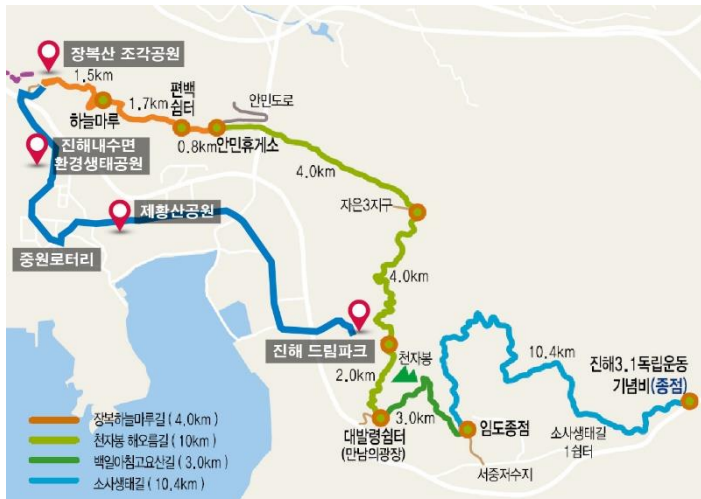 장복산 조각공원
1.5km
하늘마루
1.7km
편백
쉼터
0.8km
안민도로
안민휴게소
4.0km
진해내수면
환경생태공원
자은3지구
제황산공원
중원로터리
4.0km
진해 드림파크
2.0km
천자봉
3.0km
대발령쉼터
(만남의광장)
임도종점
서중저수지
10.4km
진해3.1독립운동
기념비(종점)
소사생태길
1쉼터
장복하늘마루길 ( 4.0km )
천자봉 해오름길 ( 10km )
백일아침고요산길 ( 3.0km )
소사생태길 ( 10.4km )